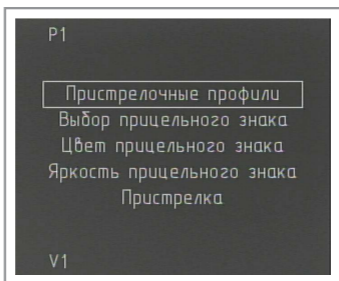 P1
Пристрелочные профили
Выбор прицельного знака
Цвет прицельного знака
Яркость прицельного знака
Пристрелка
V1